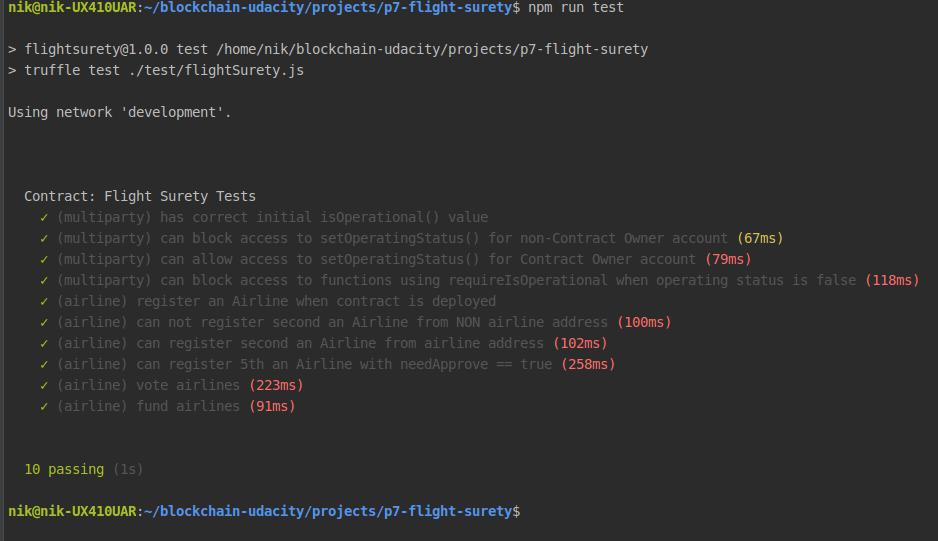 nik@nik-UX410UAR:~/blockchain-udacity/projects/p7-flight-surety$ npm run test
> flightsurety@1.0.0 test /home/nik/blockchain-udacity/projects/p7-flight-surety
> truffle test ./test/flightSurety.js
Using network 'development'.
Contract: Flight Surety Tests
✓ (multiparty) has correct initial isOperational() value
✓ (multiparty) can block access to setOperatingStatus() for non-Contract Owner account (67ms)
✓ (multiparty) can allow access to setOperatingStatus() for Contract Owner account (79ms)
✓ (multiparty) can block access to functions using requireIsOperational when operating status is false (118ms)
✓ (airline) register an Airline when contract is deployed
✓ (airline) can not register second an Airline from NON airline address (100ms)
✓ (airline) can register second an Airline from airline address (102ms)
✓ (airline) can register 5th an Airline with needApprove == true (258ms)
✓ (airline) vote airlines (223ms)
✓ (airline) fund airlines (91ms)
10 passing (1s)
nik@nik-UX410UAR:~/blockchain-udacity/projects/p7-flight-surety$